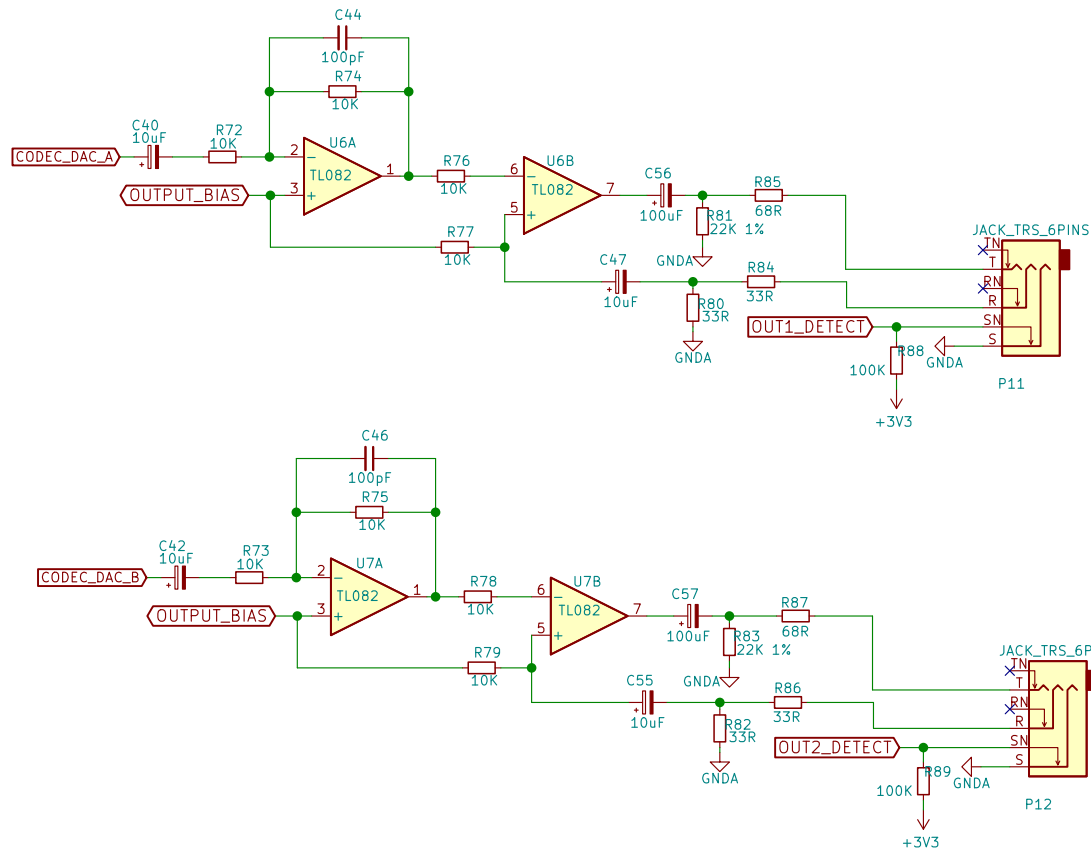 C44
100pF
R74
10K
C40
10uF
R72
10K
CODEC_DAC_A
OUTPUT_BIAS
2
3
U6A
TL082
1
R76
10K
R77
10K
6
5
U6B
TL082
7
C56
100uF
R81
22K 1%
GNDA
R85
68R
C47
10uF
R80
33R
GNDA
R84
33R
JACK_TRS_6PINS
TN
T
RN
R
SN
S
OUT1_DETECT
R88
100K
GNDA
+3V3
P11
C46
100pF
R75
10K
C42
10uF
R73
10K
CODEC_DAC_B
OUTPUT_BIAS
2
3
U7A
TL082
1
R78
10K
R79
10K
6
5
U7B
TL082
7
C57
100uF
R83
22K 1%
GNDA
R87
68R
C55
10uF
R82
33R
GNDA
R86
33R
JACK_TRS_6P
TN
T
RN
R
SN
S
OUT2_DETECT
R89
100K
GNDA
+3V3
P12